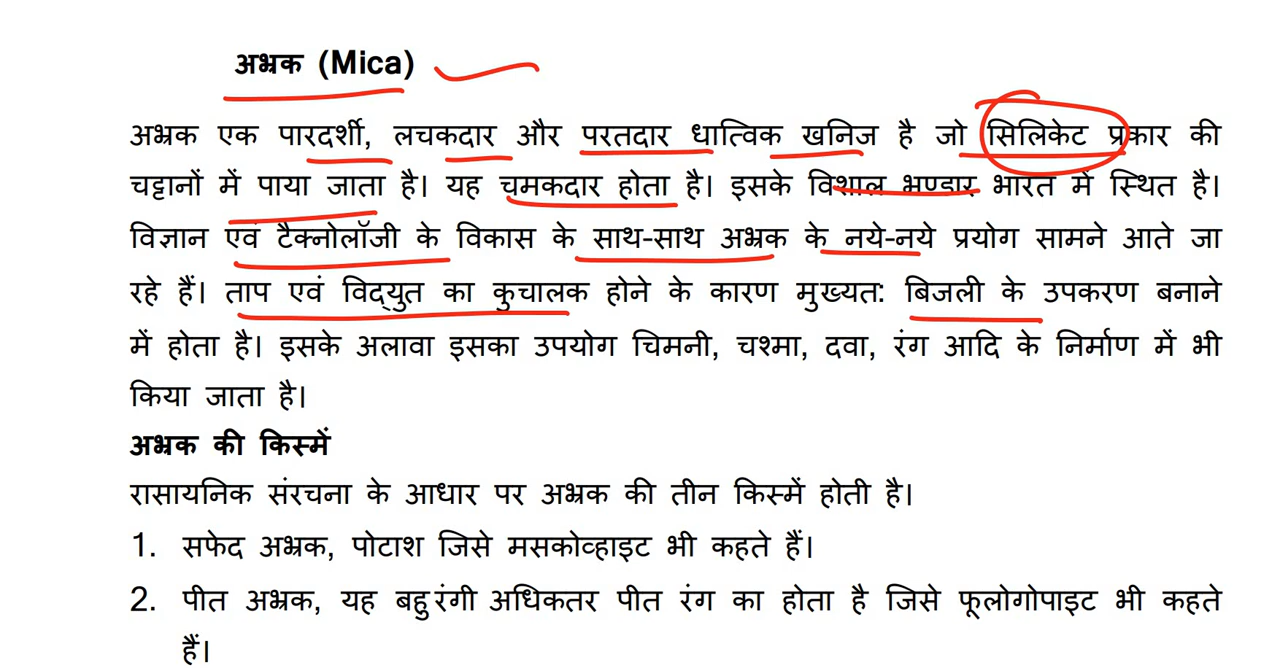 अभ्रक (Mica)
अभ्रक एक पारदर्शी, लचकदार और परतदार धात्विक खनिज है जो सिलिकेट प्रकार की
चट्टानों में पाया जाता है। यह चमकदार होता है। इसके विशाल भण्डार भारत में स्थित है।
विज्ञान एवं टैक्नोलॉजी के विकास के साथ-साथ अभ्रक के नये-नये प्रयोग सामने आते जा
रहे हैं। ताप एवं विद्युत का कुचालक होने के कारण मुख्यत: बिजली के उपकरण बनाने
में होता है। इसके अलावा इसका उपयोग चिमनी, चश्मा, दवा, रंग आदि के निर्माण में भी
किया जाता है।
अभ्रक की किस्में
रासायनिक संरचना के आधार पर अभ्रक की तीन किस्में होती है।
1. सफेद अभ्रक, पोटाश जिसे मसकोव्हाइट भी कहते हैं।
2. पीत अभ्रक, यह बहुरंगी अधिकतर पीत रंग का होता है जिसे फूलोगोपाइट भी कहते
हैं।